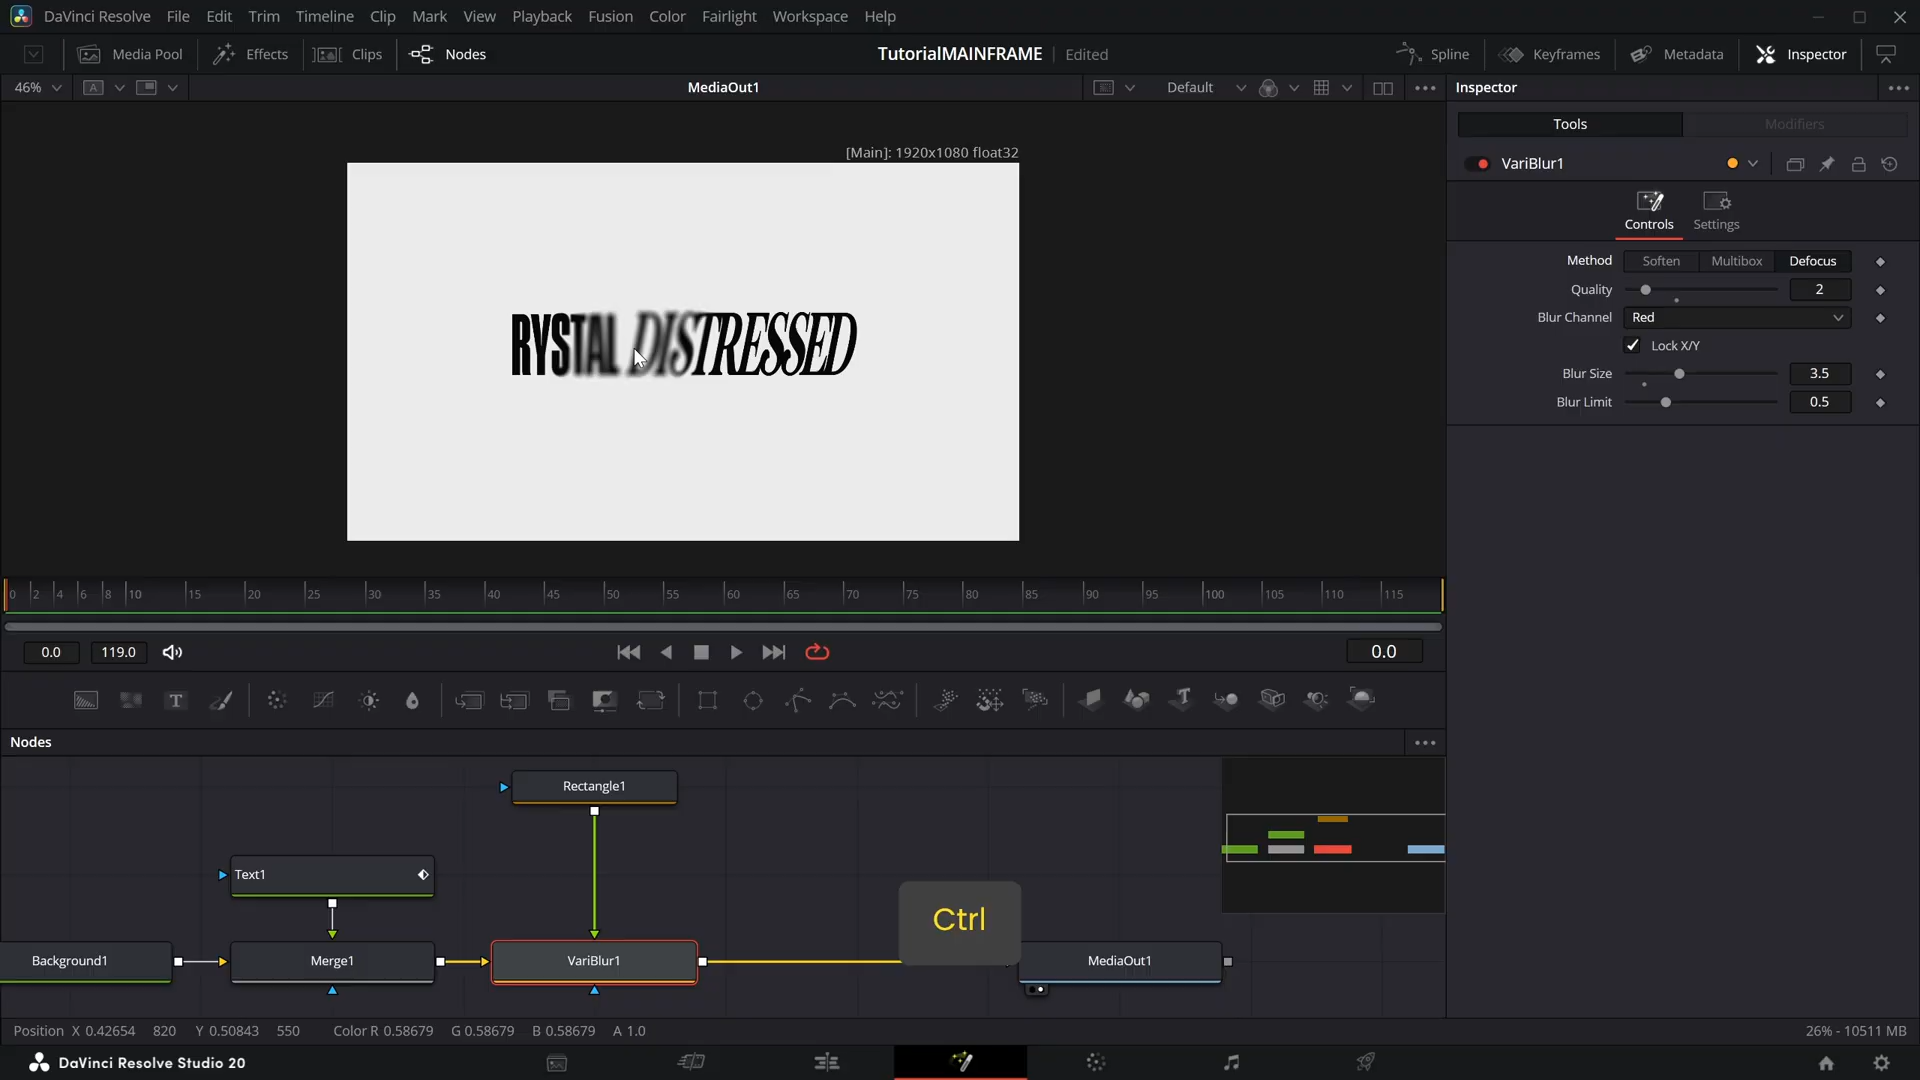 DaVinci Resolve File Edit Trim Timeline Clip Mark View Playback Fusion Color Fairlight Workspace Help
Media Pool Effects Clips Nodes TutorialMAINFRAME Edited Spline Keyframes Metadata Inspector
46% A MediaOut1 Default Inspector
Tools Modifiers
[Main]: 1920x1080 float32
VariBlur1
Controls Settings
Method Soften Multibox Defocus
Quality 2
Blur Channel Red
Lock X/Y
Blur Size 3.5
Blur Limit 0.5
RYSTAL DISTRESSED
0 2 4 6 8 10 15 20 25 30 35 40 45 50 55 60 65 70 75 80 85 90 95 100 105 110 115
0.0 119.0 0.0
T T
Nodes
Rectangle1
Text1
Ctrl
Background1 Merge1 VariBlur1 MediaOut1
Position X 0.42654 820 Y 0.50843 550 Color R 0.58679 G 0.58679 B 0.58679 A 1.0 26% - 10511 MB
DaVinci Resolve Studio 20